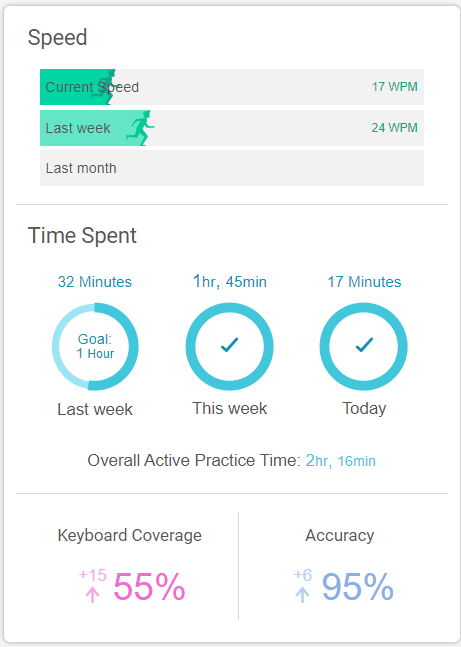 Speed
Current Speed 17 WPM
Last week 24 WPM
Last month
Time Spent
32 Minutes 1hr, 45min 17 Minutes
Goal:
1 Hour
Last week This week Today
Overall Active Practice Time: 2hr, 16min
Keyboard Coverage Accuracy
+15 55% +6 95%